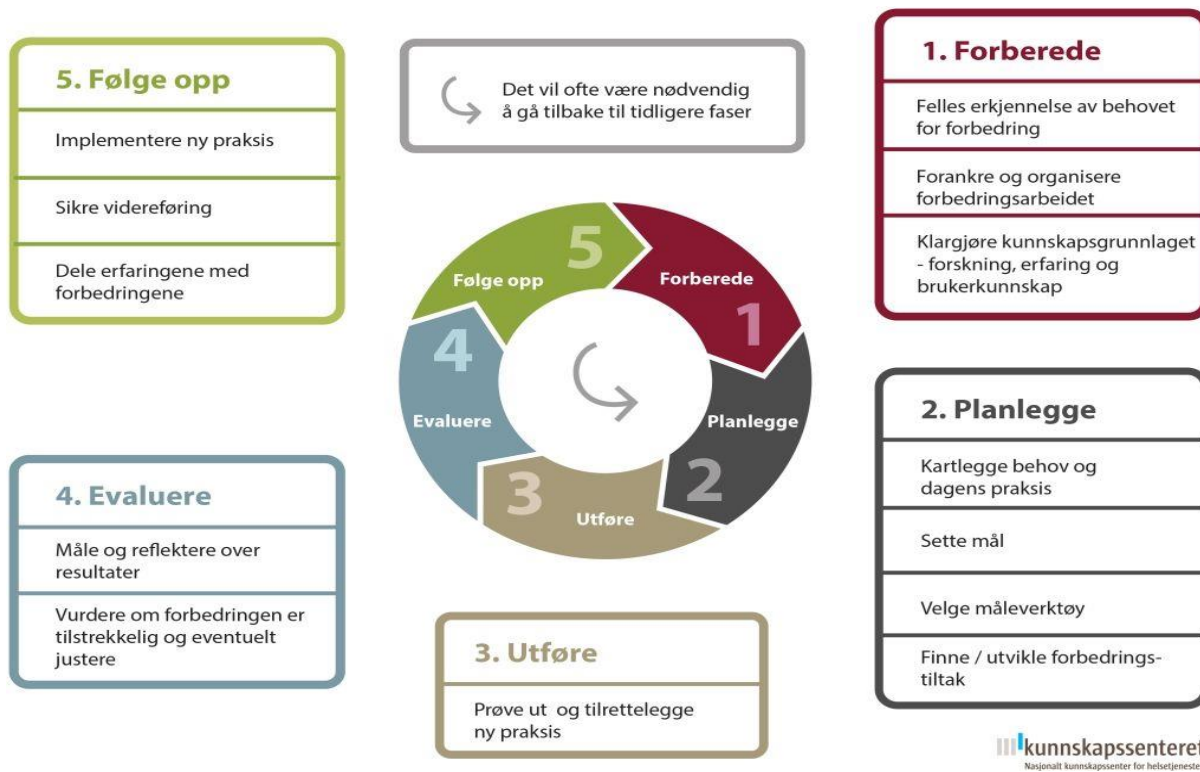 Det vil ofte være nødvendig
å gå tilbake til tidligere faser
1. Forberede
Felles erkjennelse av behovet
for forbedring
Forankre og organisere
forbedringsarbeidet
Klargjøre kunnskapsgrunnlaget
- forskning, erfaring og
brukerkunnskap
2. Planlegge
Kartlegge behov og
dagens praksis
Sette mål
Velge måleverktøy
Finne / utvikle forbedrings-
tiltak
3. Utføre
Prøve ut og tilrettelegge
ny praksis
4. Evaluere
Måle og reflektere over
resultater
Vurdere om forbedringen er
tilstrekkelig og eventuelt
justere
5. Følge opp
Implementere ny praksis
Sikre videreføring
Dele erfaringene med
forbedringene
Forberede
1
Planlegge
2
Utføre
3
Evaluere
4
Følge opp
5
kunnskapssenteret
Nasjonalt kunnskapssenter for helsetjeneste